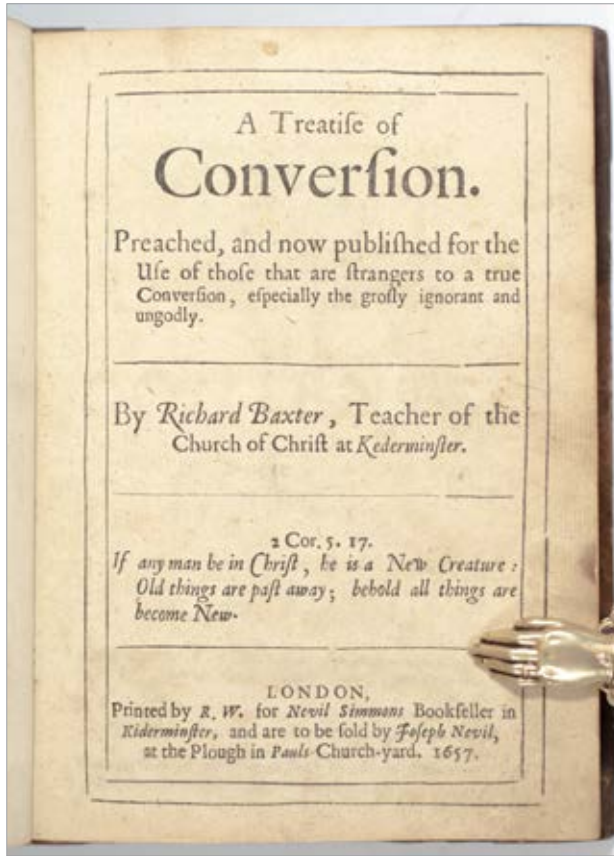 A Treatiſe of
Converſion.
Preached, and now publiſhed for the
Uſe of thoſe that are ſtrangers to a true
Converſion, eſpecially the groſly ignorant and
ungodly.
By Richard Baxter, Teacher of the
Church of Chriſt at Kederminſter.
2 Cor. 5. 17.
If any man be in Chriſt, he is a New Creature:
Old things are paſt away; behold all things are
become New.
LONDON,
Printed by R. W. for Nevil Simmons Bookſeller in
Kiderminſter, and are to be ſold by Joſeph Nevil,
at the Plough in Pauls Church-yard. 1657.